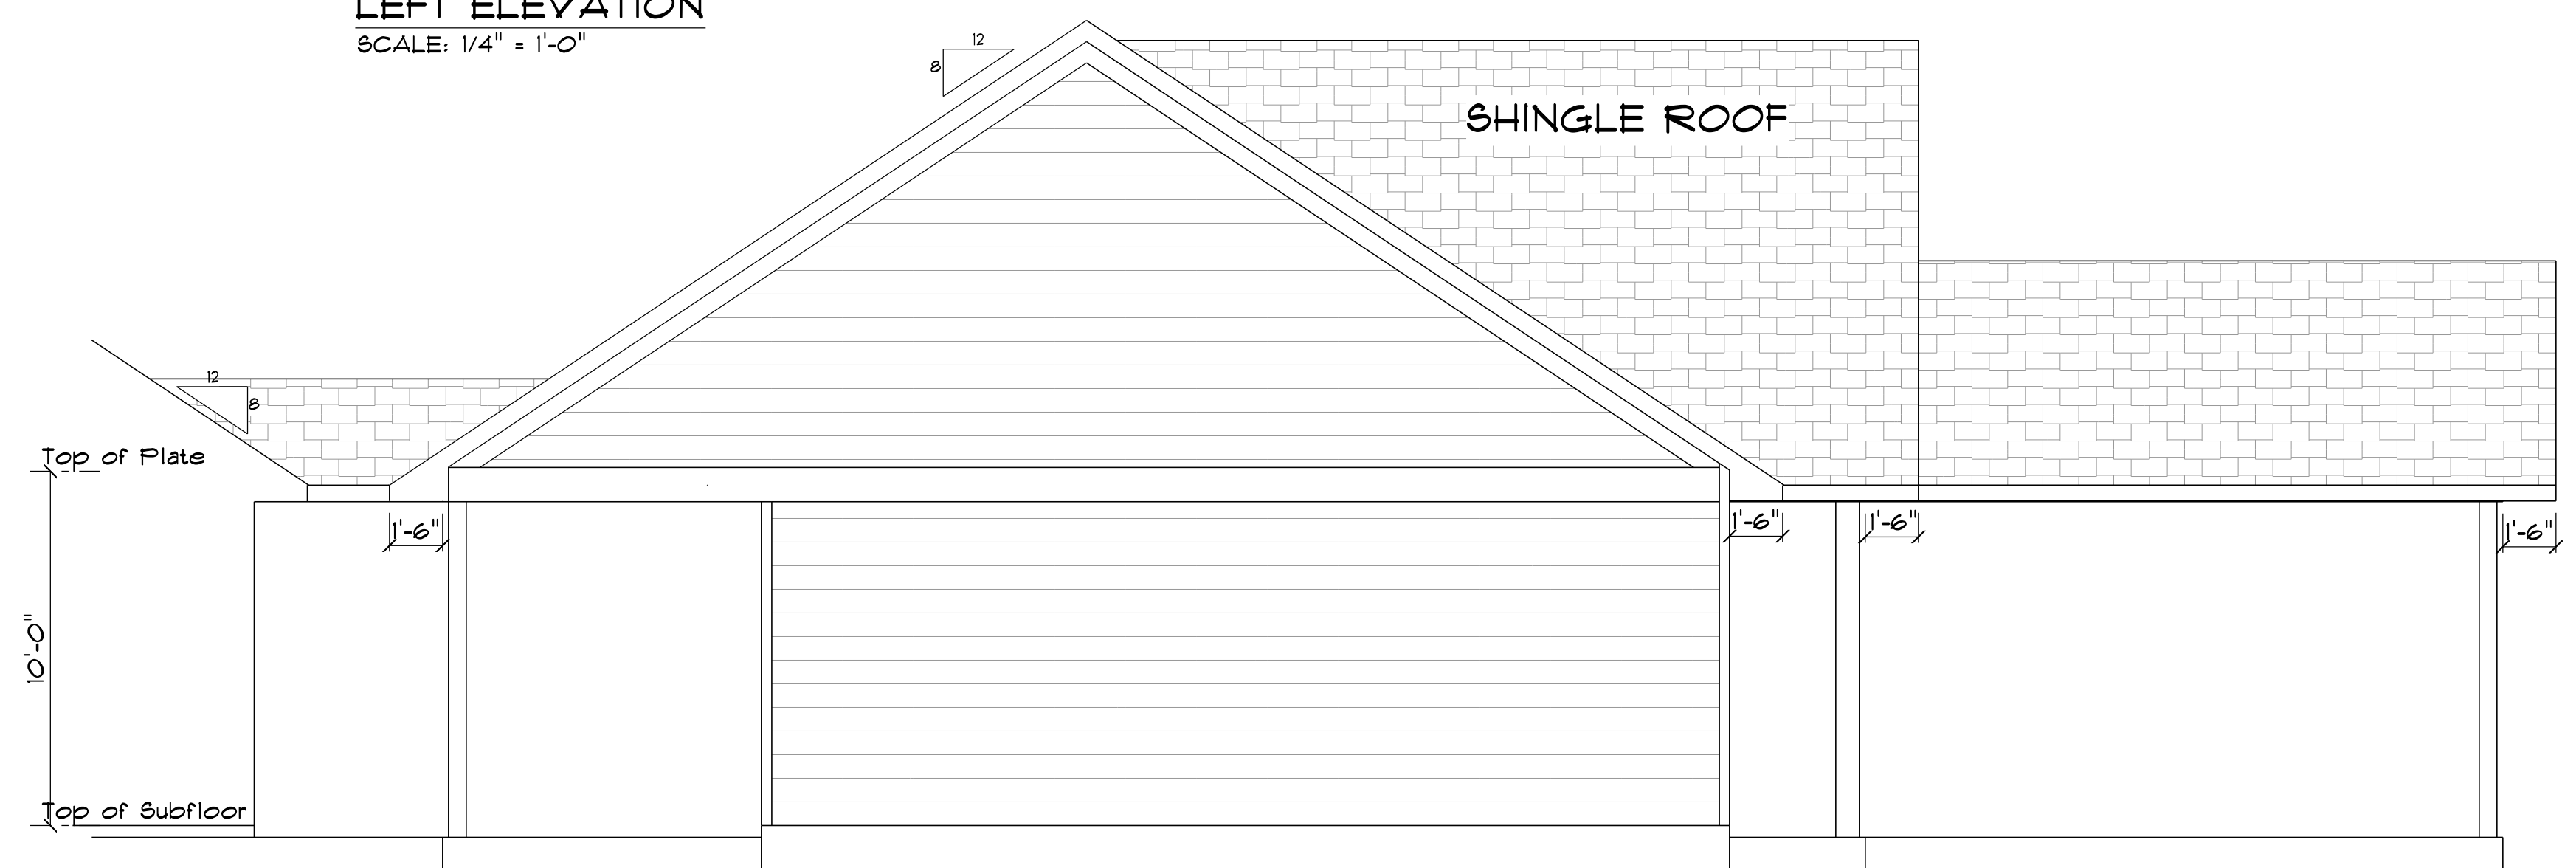 LEFT ELEVATION
SCALE: 1/4" = 1'-0"
12
8
SHINGLE ROOF
12
8
Top of Plate
1'-6"
1'-6"
1'-6"
1'-6"
10'-0"
Top of Subfloor